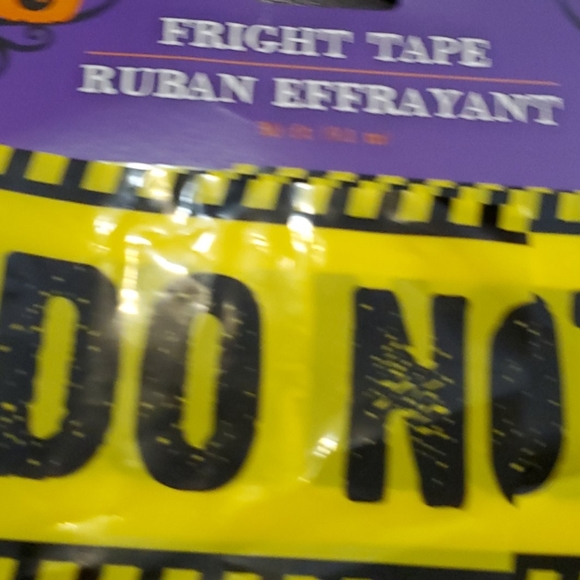 FRIGHT TAPE
RUBAN EFFRAYANT
DO NO